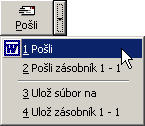 Pošli
1 Pošli
2 Pošli zásobník 1 - 1
3 Ulož súbor na
4 Ulož zásobník 1 - 1